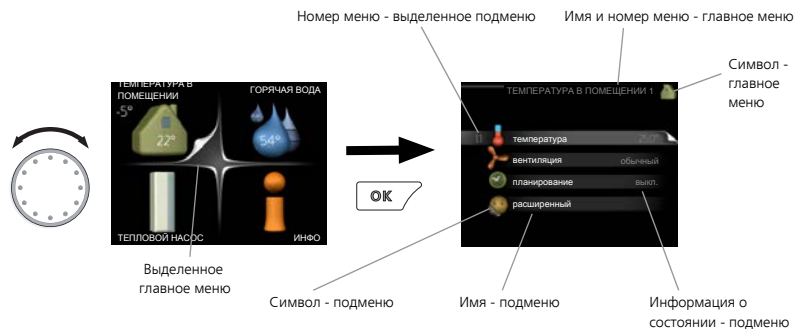 Номер меню - выделенное подменю
Имя и номер меню - главное меню
Символ -
главное
меню
ТЕМПЕРАТУРА В
ПОМЕЩЕНИИ
ГОРЯЧАЯ ВОДА
-5°
22°
54°
ТЕПЛОВОЙ НАСОС
ИНФО
OK
ТЕМПЕРАТУРА В ПОМЕЩЕНИИ 1
1.1 температура 25.0°
вентиляция обычный
планирование выкл.
расширенный
Выделенное
главное меню
Символ - подменю
Имя - подменю
Информация о
состоянии - подменю